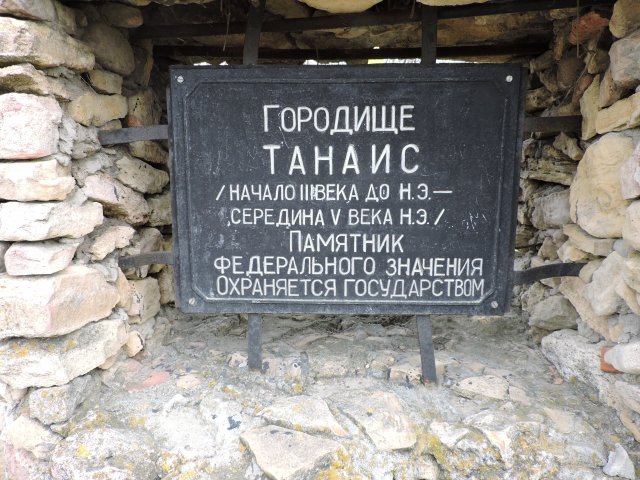 ГОРОДИЩЕ
ТАНАИС
/НАЧАЛО III ВЕКА ДО Н.Э.—
СЕРЕДИНА V ВЕКА Н.Э./
ПАМЯТНИК
ФЕДЕРАЛЬНОГО ЗНАЧЕНИЯ
ОХРАНЯЕТСЯ ГОСУДАРСТВОМ